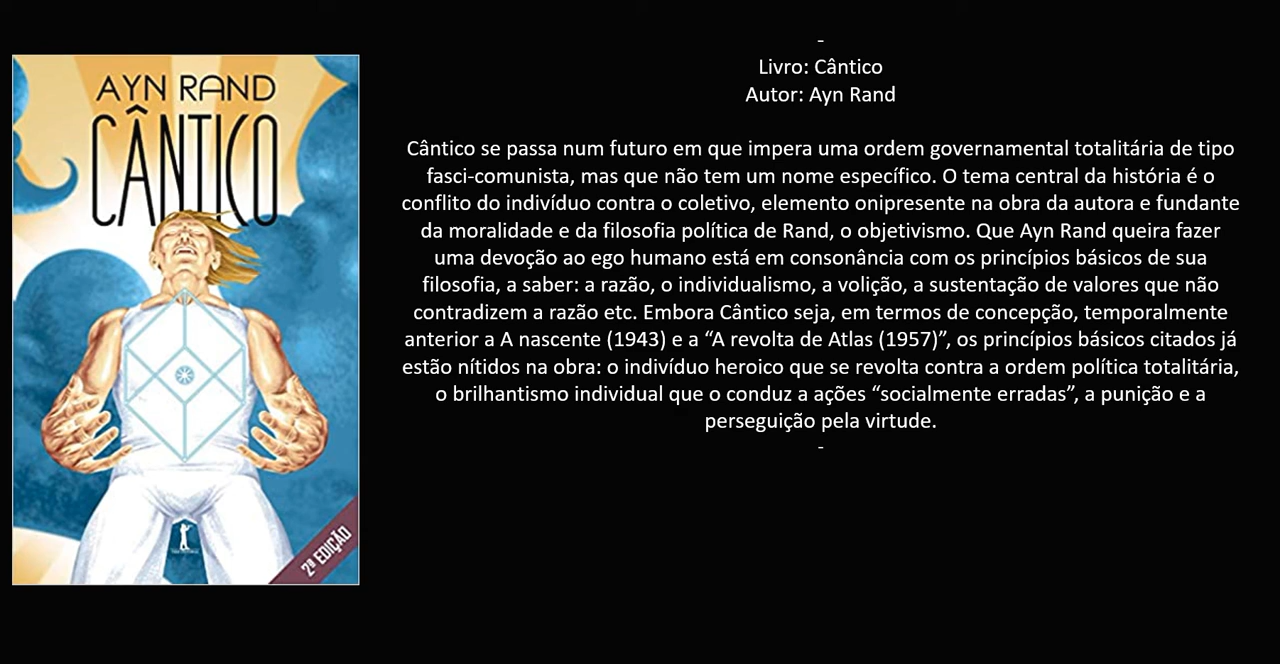 AYN RAND
CÂNTICO
2ª EDIÇÃO
-
Livro: Cântico
Autor: Ayn Rand
Cântico se passa num futuro em que impera uma ordem governamental totalitária de tipo
fasci-comunista, mas que não tem um nome específico. O tema central da história é o
conflito do indivíduo contra o coletivo, elemento onipresente na obra da autora e fundante
da moralidade e da filosofia política de Rand, o objetivismo. Que Ayn Rand queira fazer
uma devoção ao ego humano está em consonância com os princípios básicos de sua
filosofia, a saber: a razão, o individualismo, a volição, a sustentação de valores que não
contradizem a razão etc. Embora Cântico seja, em termos de concepção, temporalmente
anterior a A nascente (1943) e a “A revolta de Atlas (1957)”, os princípios básicos citados já
estão nítidos na obra: o indivíduo heroico que se revolta contra a ordem política totalitária,
o brilhantismo individual que o conduz a ações “socialmente erradas”, a punição e a
perseguição pela virtude.
-